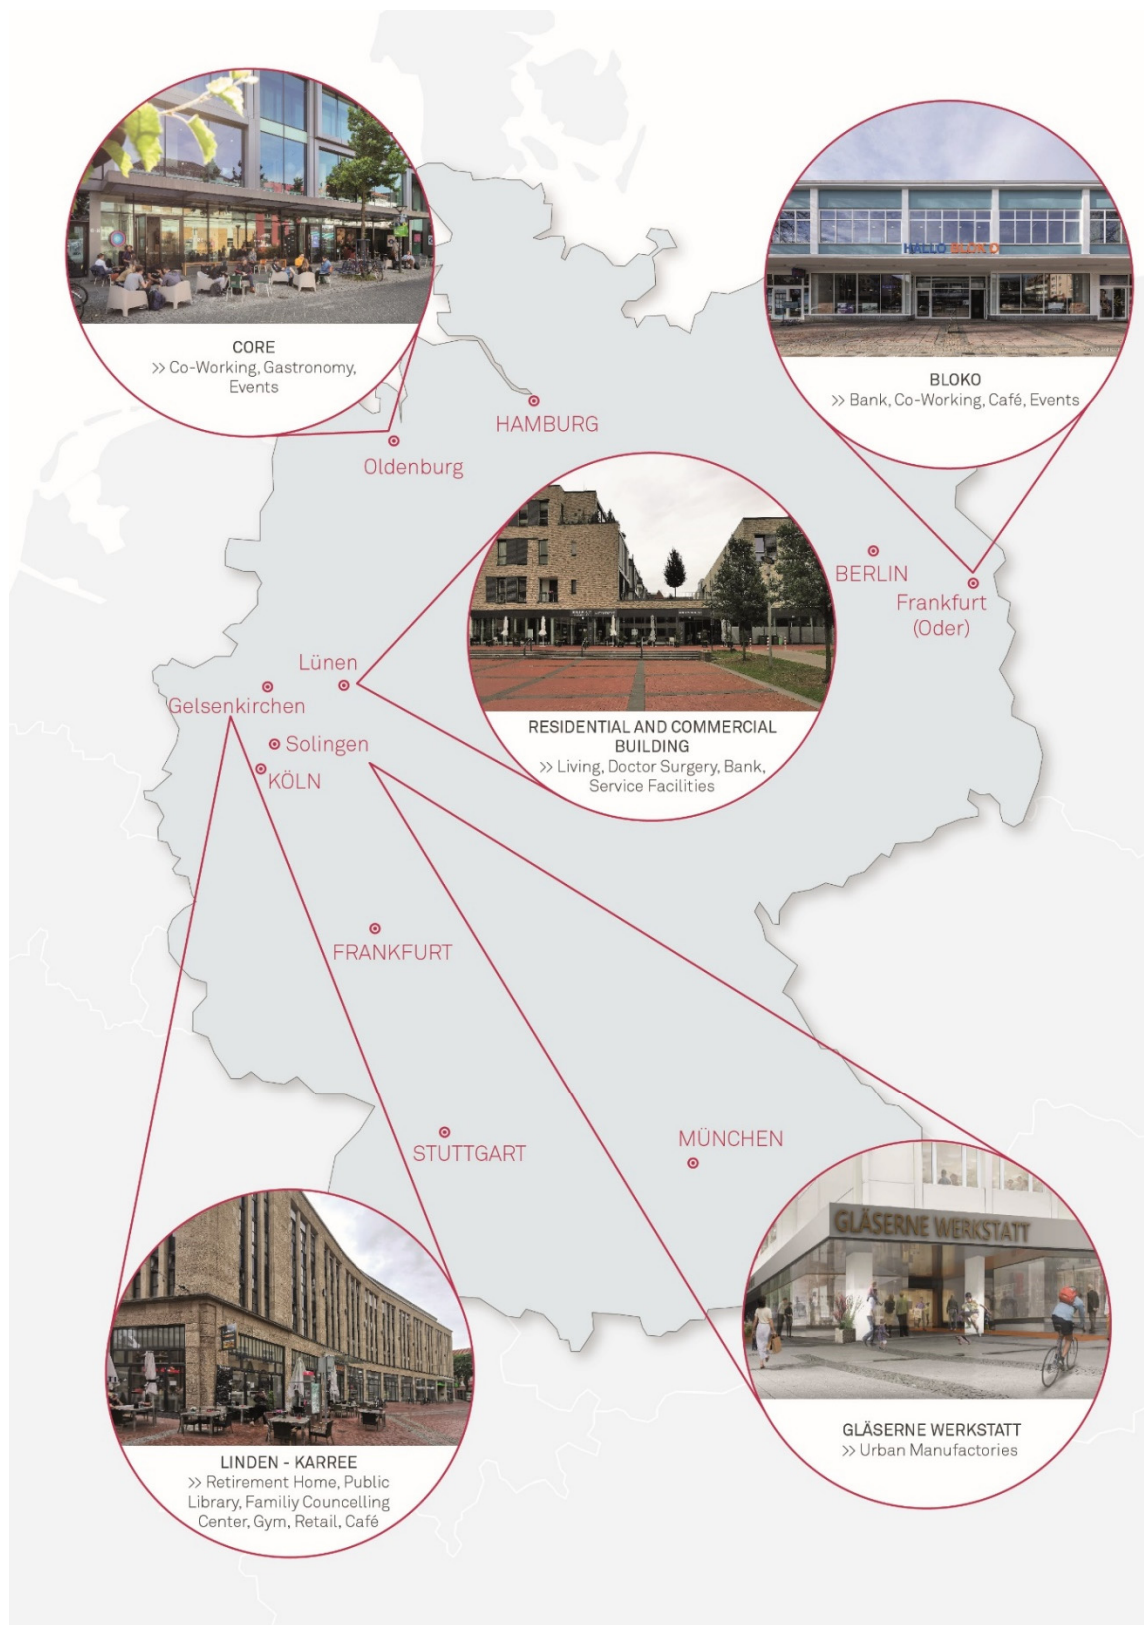 CORE
>> Co-Working, Gastronomy,
Events
HALLO BLOK O
BLOKO
>> Bank, Co-Working, Café, Events
HAMBURG
Oldenburg
BERLIN
Frankfurt
(Oder)
RESIDENTIAL AND COMMERCIAL
BUILDING
>> Living, Doctor Surgery, Bank,
Service Facilities
Lünen
Gelsenkirchen
Solingen
KÖLN
FRANKFURT
STUTTGART
MÜNCHEN
GLÄSERNE WERKSTATT
GLÄSERNE WERKSTATT
>> Urban Manufactories
LINDEN - KARREE
>> Retirement Home, Public
Library, Familiy Councelling
Center, Gym, Retail, Café